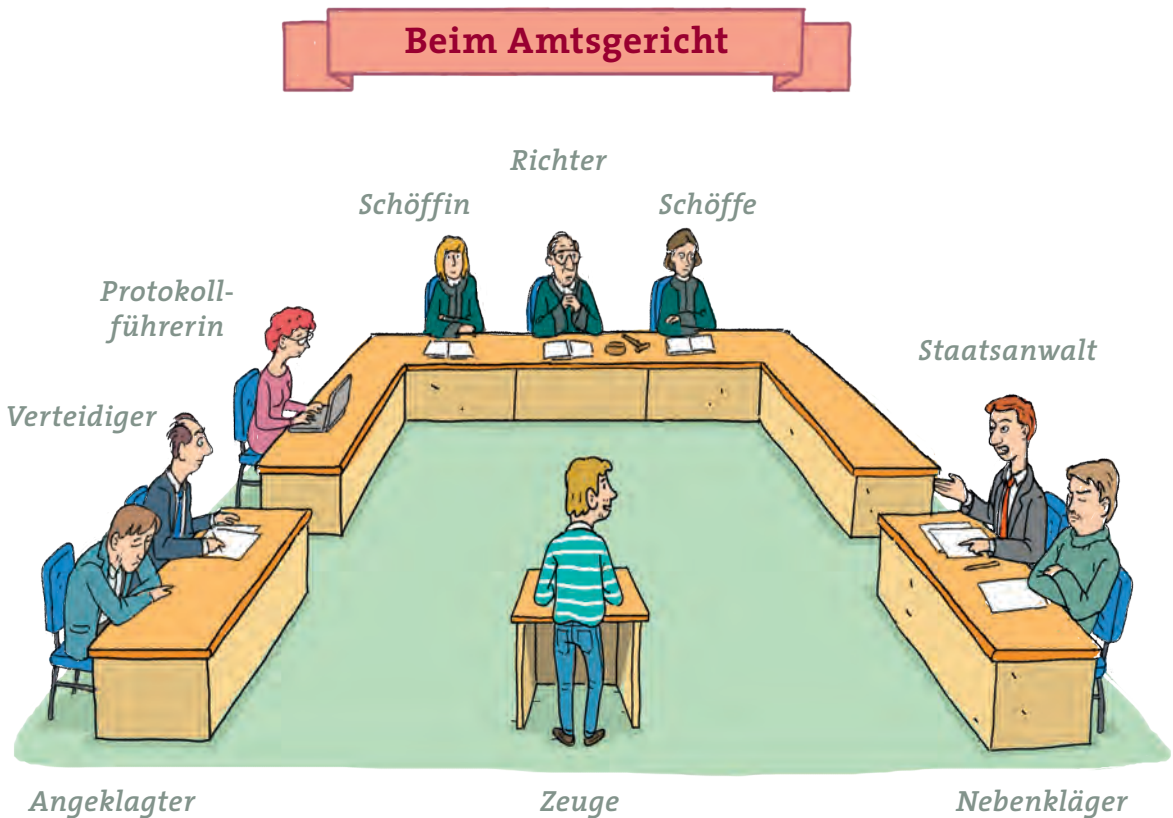 Beim Amtsgericht
Richter
Schöffin
Schöffe
Protokoll-
führerin
Staatsanwalt
Verteidiger
Angeklagter
Zeuge
Nebenkläger